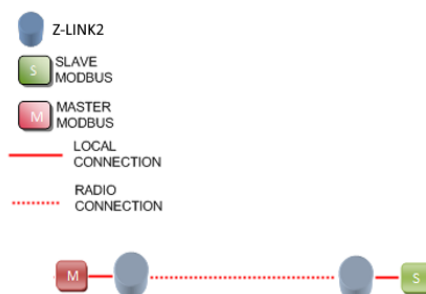 Z-LINK2
S
SLAVE
MODBUS
M
MASTER
MODBUS
LOCAL
CONNECTION
RADIO
CONNECTION
M
S